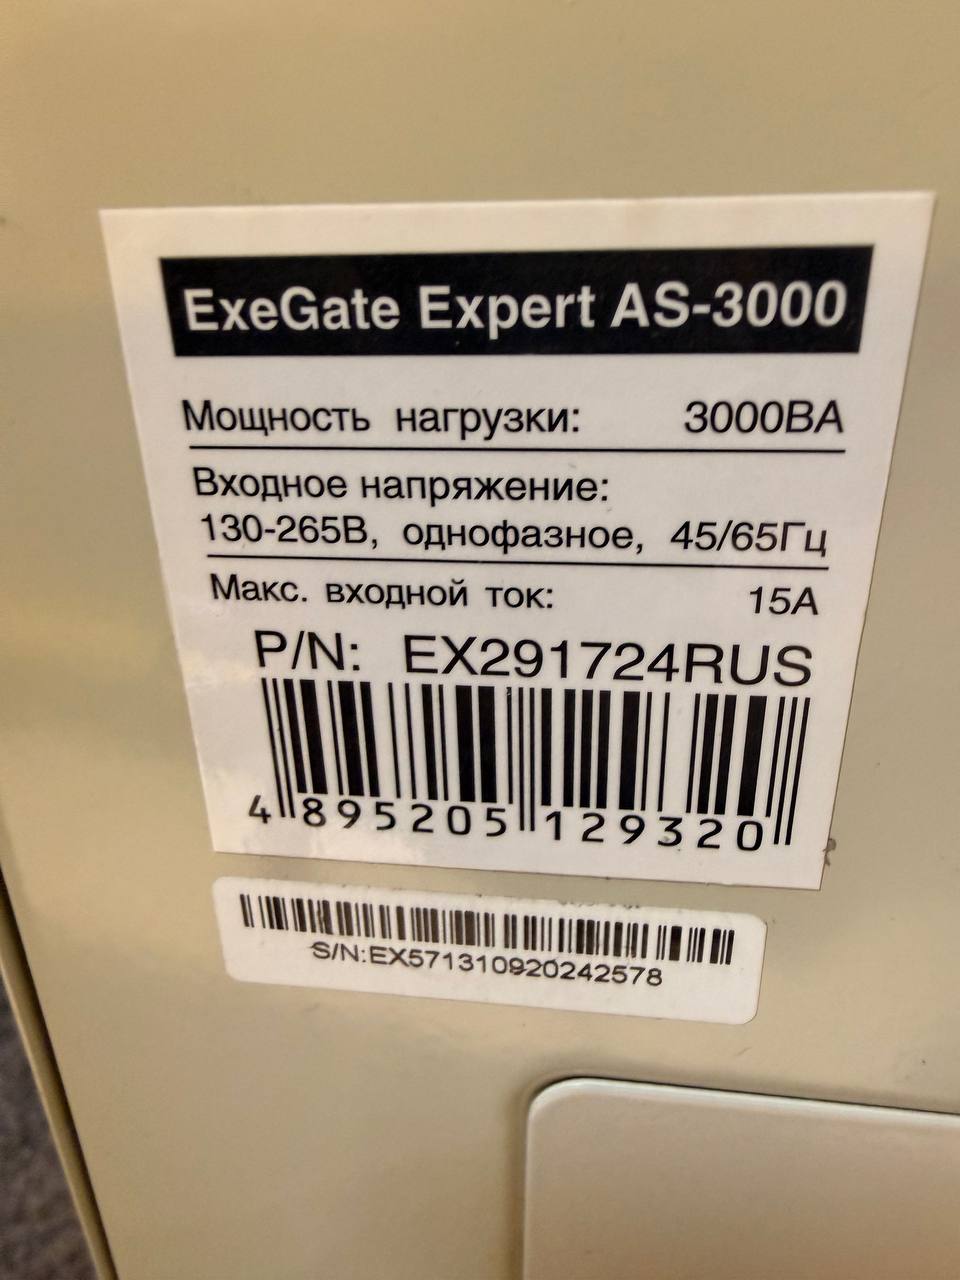 ExeGate Expert AS-3000
Мощность нагрузки: 3000ВА
Входное напряжение:
130-265В, однофазное, 45/65Гц
Макс. входной ток: 15А
P/N: EX291724RUS
4 895205 129320
S/N:EX571310920242578